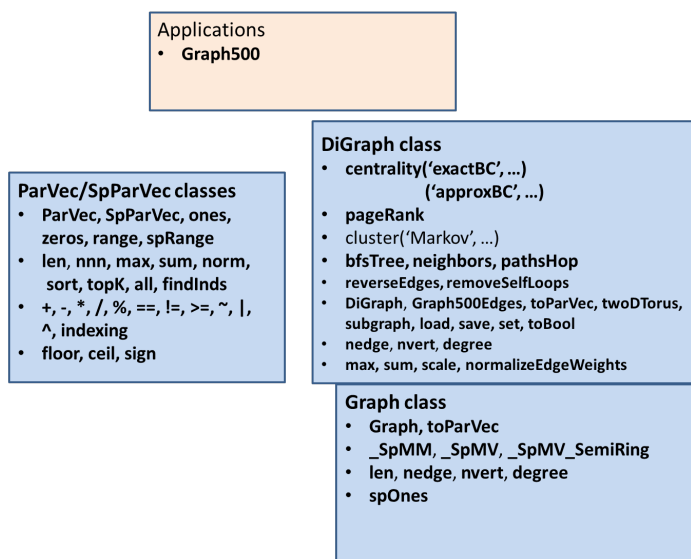 Applications
• Graph500
DiGraph class
• centrality(‘exactBC’, …)
(‘approxBC’, …)
• pageRank
• cluster(‘Markov’, …)
• bfsTree, neighbors, pathsHop
• reverseEdges, removeSelfLoops
• DiGraph, Graph500Edges, toParVec, twoDTorus,
subgraph, load, save, set, toBool
• nedge, nvert, degree
• max, sum, scale, normalizeEdgeWeights
ParVec/SpParVec classes
• ParVec, SpParVec, ones,
zeros, range, spRange
• len, nnn, max, sum, norm,
sort, topK, all, findInds
• +, -, *, /, %, ==, !=, >=, ~, |,
^, indexing
• floor, ceil, sign
Graph class
• Graph, toParVec
• _SpMM, _SpMV, _SpMV_SemiRing
• len, nedge, nvert, degree
• spOnes